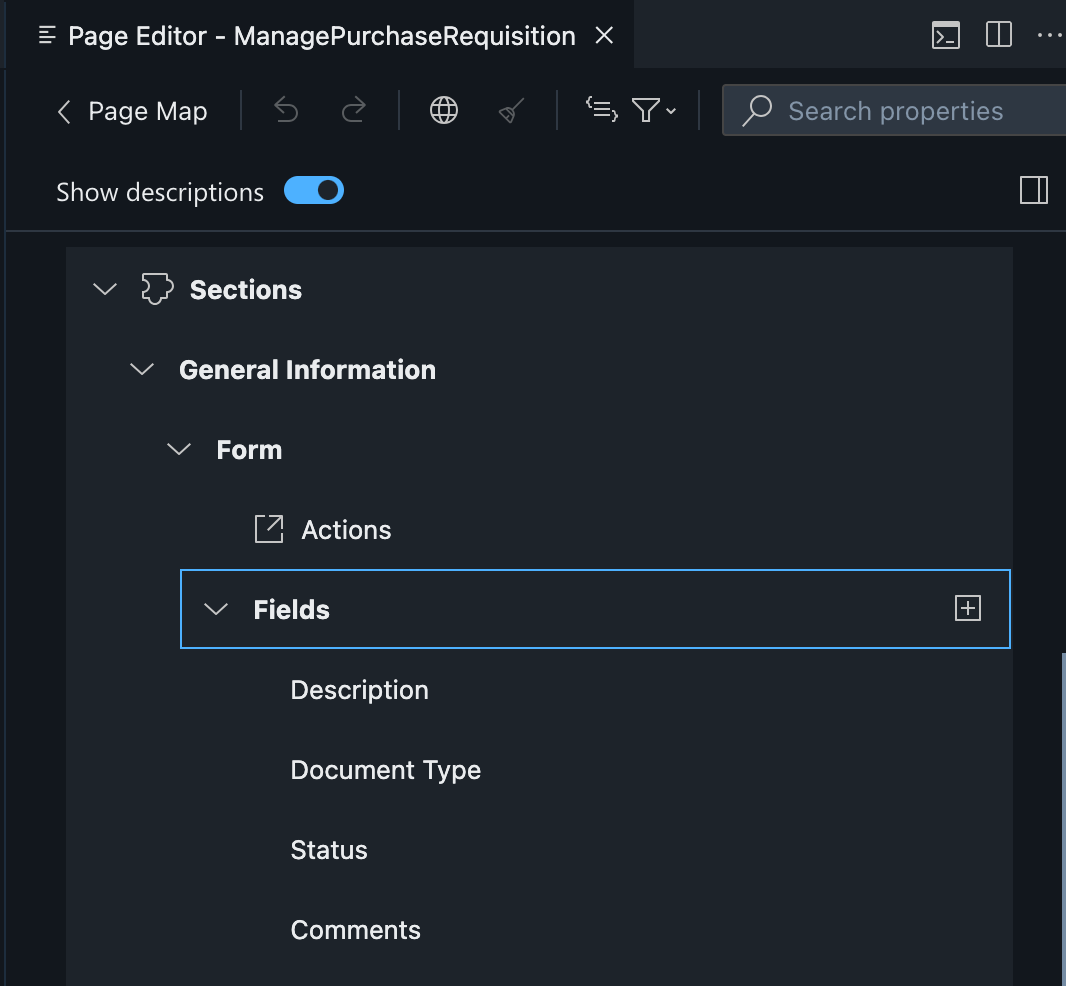 Page Editor - ManagePurchaseRequisition
Page Map
Search properties
Show descriptions
Sections
General Information
Form
Actions
Fields
Description
Document Type
Status
Comments